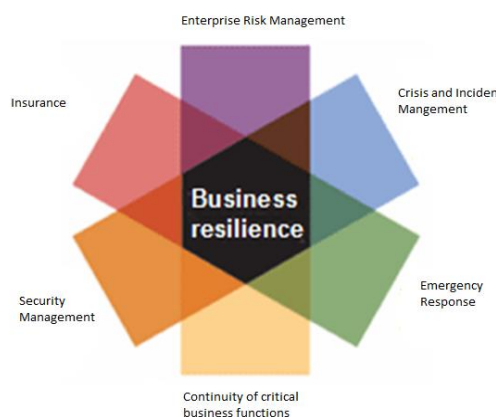 Enterprise Risk Management
Insurance
Crisis and Inciden
Mangement
Business
resilience
Security
Management
Emergency
Response
Continuity of critical
business functions